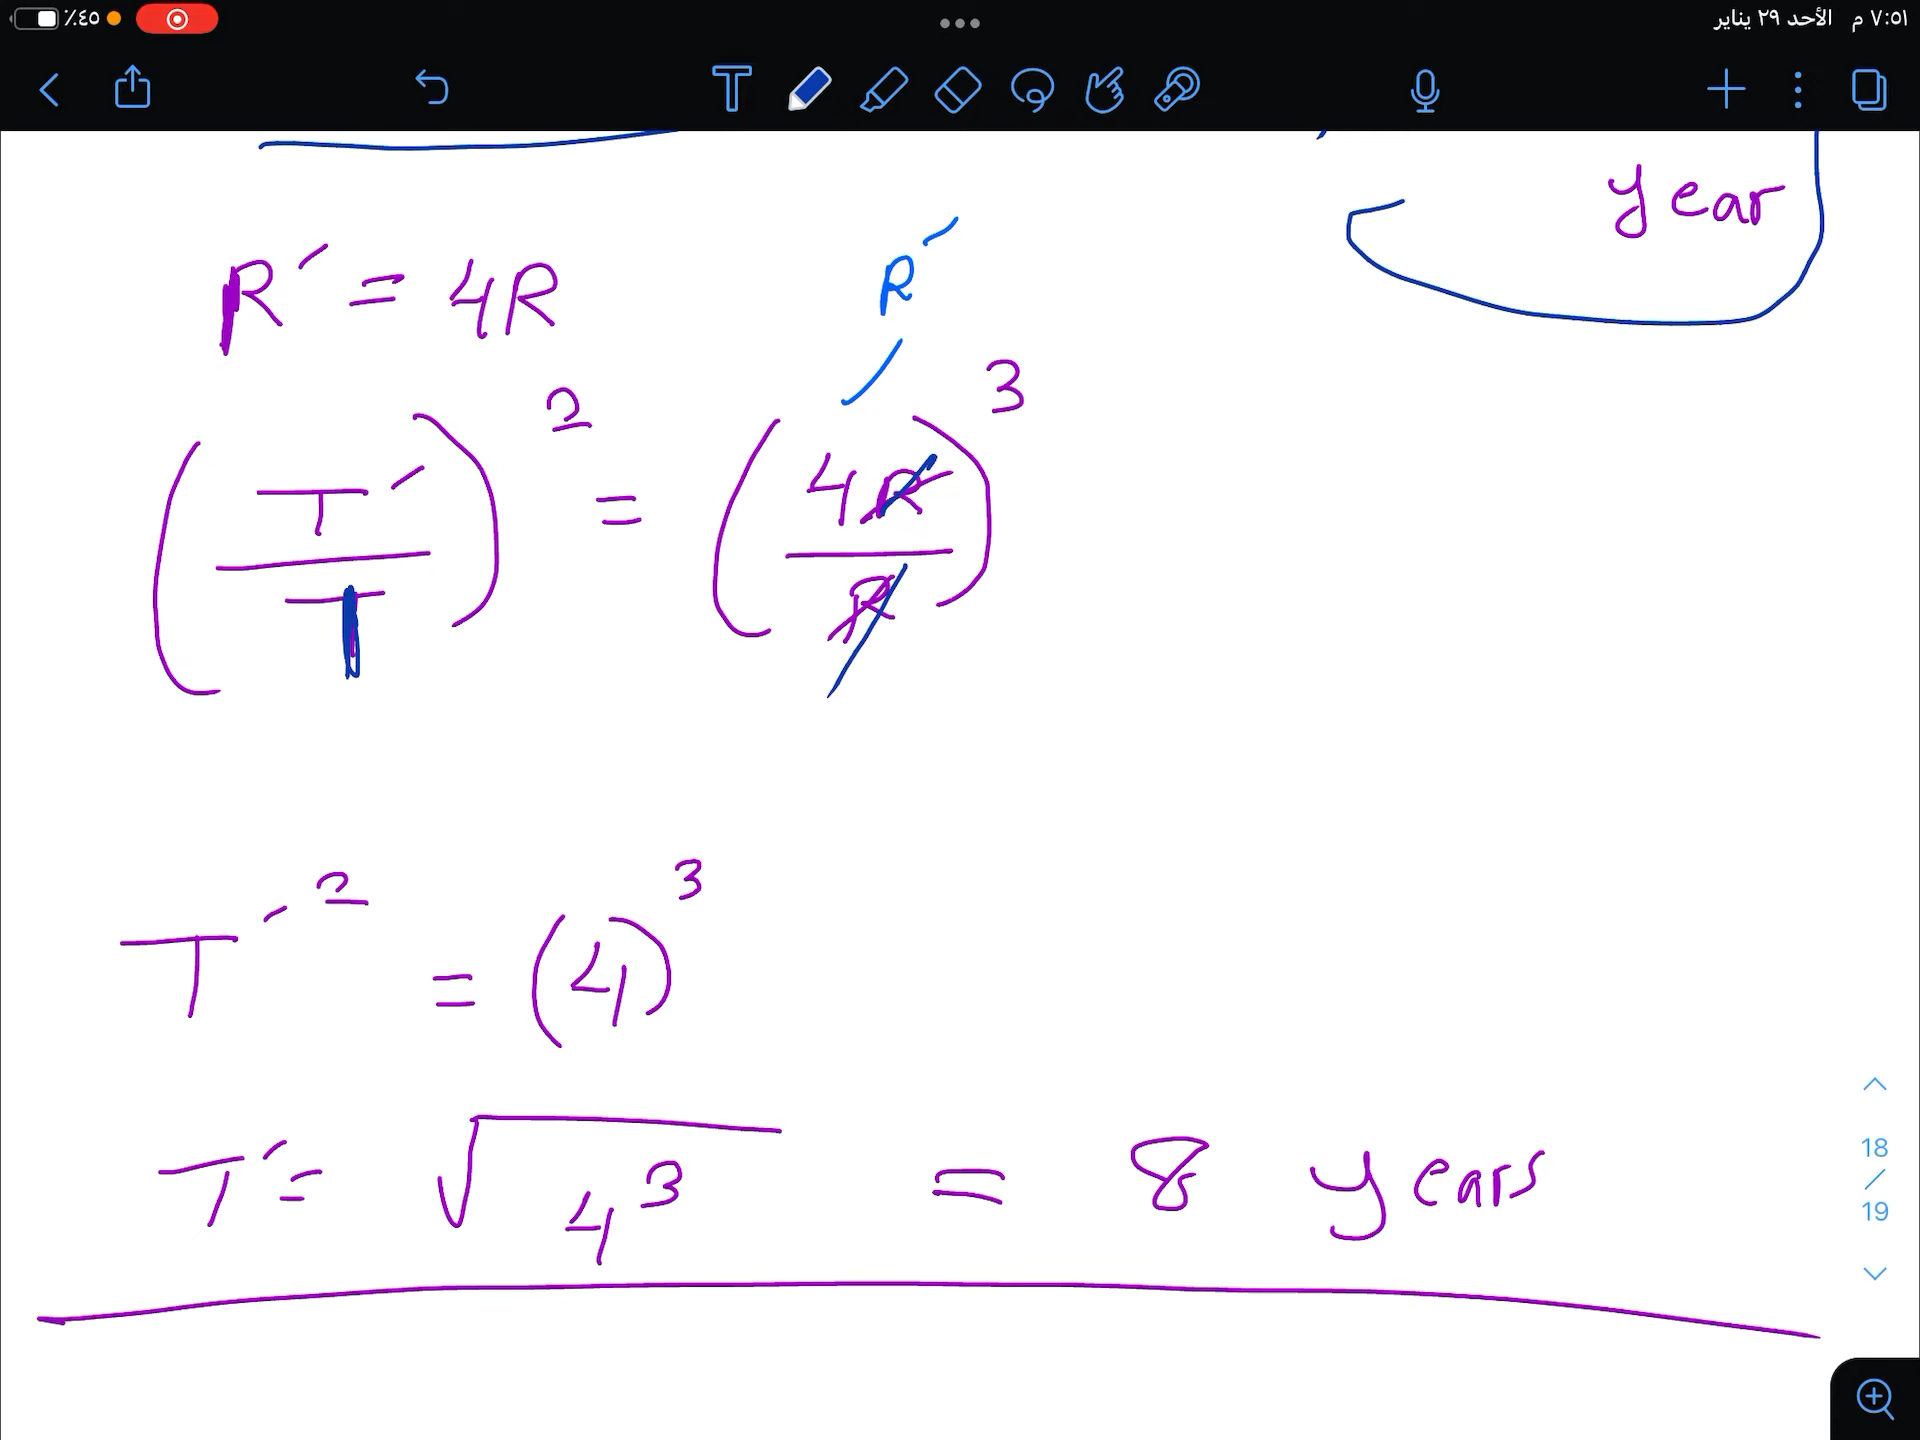 ٪٤٥
٧:٥١ م الأحد ٢٩ يناير
year
R′
R′ = 4R
(T′/T)² = (4R/R)³
T′² = (4)³
T′ = √4³ = 8 years
18
/
19